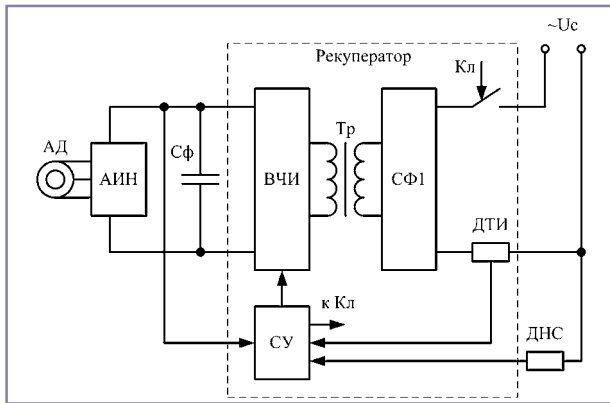 ~Uc
Рекуператор
Кл
Тр
АД
Сф
АИН
ВЧИ
СФ1
ДТИ
к Кл
СУ
ДНС